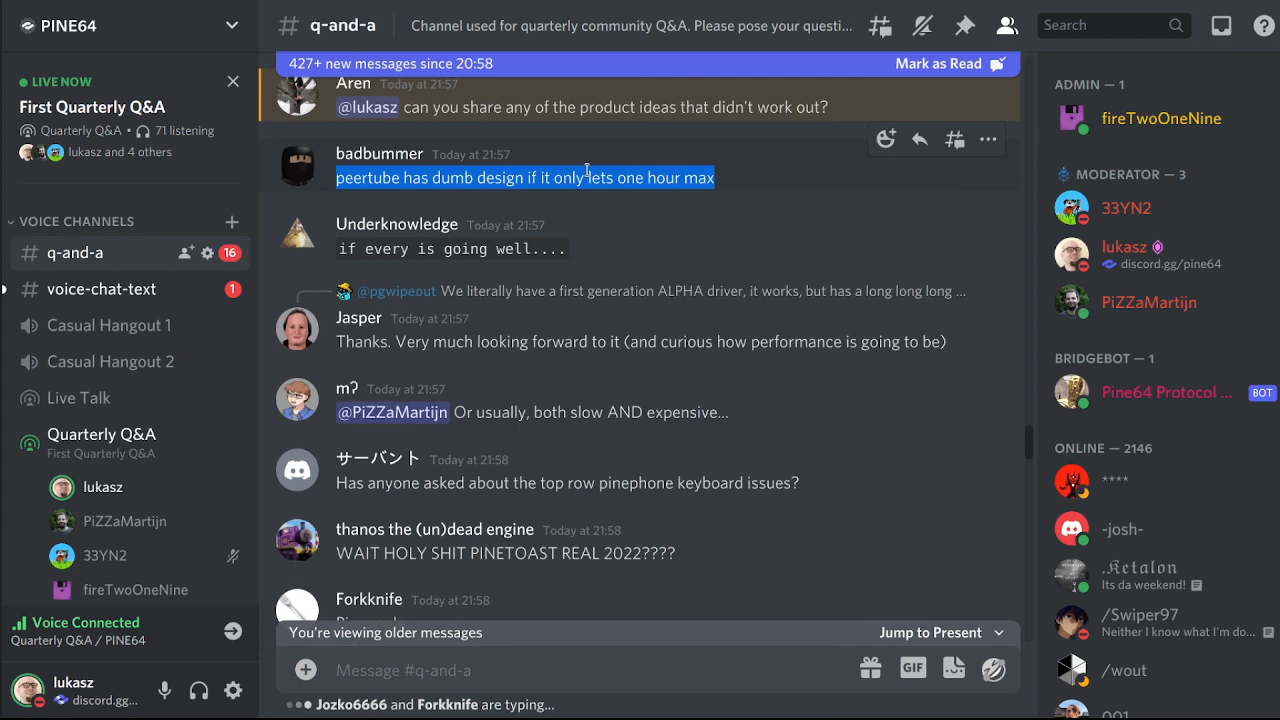 PINE64
# q-and-a
Channel used for quarterly community Q&A. Please pose your questi...
Search
427+ new messages since 20:58
Mark as Read
LIVE NOW
First Quarterly Q&A
Quarterly Q&A • 71 listening
lukasz and 4 others
VOICE CHANNELS
q-and-a
16
voice-chat-text
1
Casual Hangout 1
Casual Hangout 2
Live Talk
Quarterly Q&A
First Quarterly Q&A
lukasz
PiZZaMartijn
33YN2
fireTwoOneNine
Voice Connected
Quarterly Q&A / PINE64
lukasz
discord.gg...
Aren Today at 21:57
@lukasz can you share any of the product ideas that didn't work out?
badbummer Today at 21:57
peertube has dumb design if it only lets one hour max
Underknowledge Today at 21:57
if every is going well....
@pgwipeout We literally have a first generation ALPHA driver, it works, but has a long long long ...
Jasper Today at 21:57
Thanks. Very much looking forward to it (and curious how performance is going to be)
m? Today at 21:57
@PiZZaMartijn Or usually, both slow AND expensive...
サーバント Today at 21:58
Has anyone asked about the top row pinephone keyboard issues?
thanos the (un)dead engine Today at 21:58
WAIT HOLY SHIT PINETOAST REAL 2022????
Forkknife Today at 21:58
You're viewing older messages
Jump to Present
Message #q-and-a
GIF
Jozko6666 and Forkknife are typing...
ADMIN — 1
fireTwoOneNine
MODERATOR — 3
33YN2
lukasz
discord.gg/pine64
PiZZaMartijn
BRIDGEBOT — 1
Pine64 Protocol ...
BOT
ONLINE — 2146
****
-josh-
.𝔎𝔢𝔱𝔞𝔩𝔬𝔫
Its da weekend!
/Swiper97
Neither I know what I'm do...
/wout
001